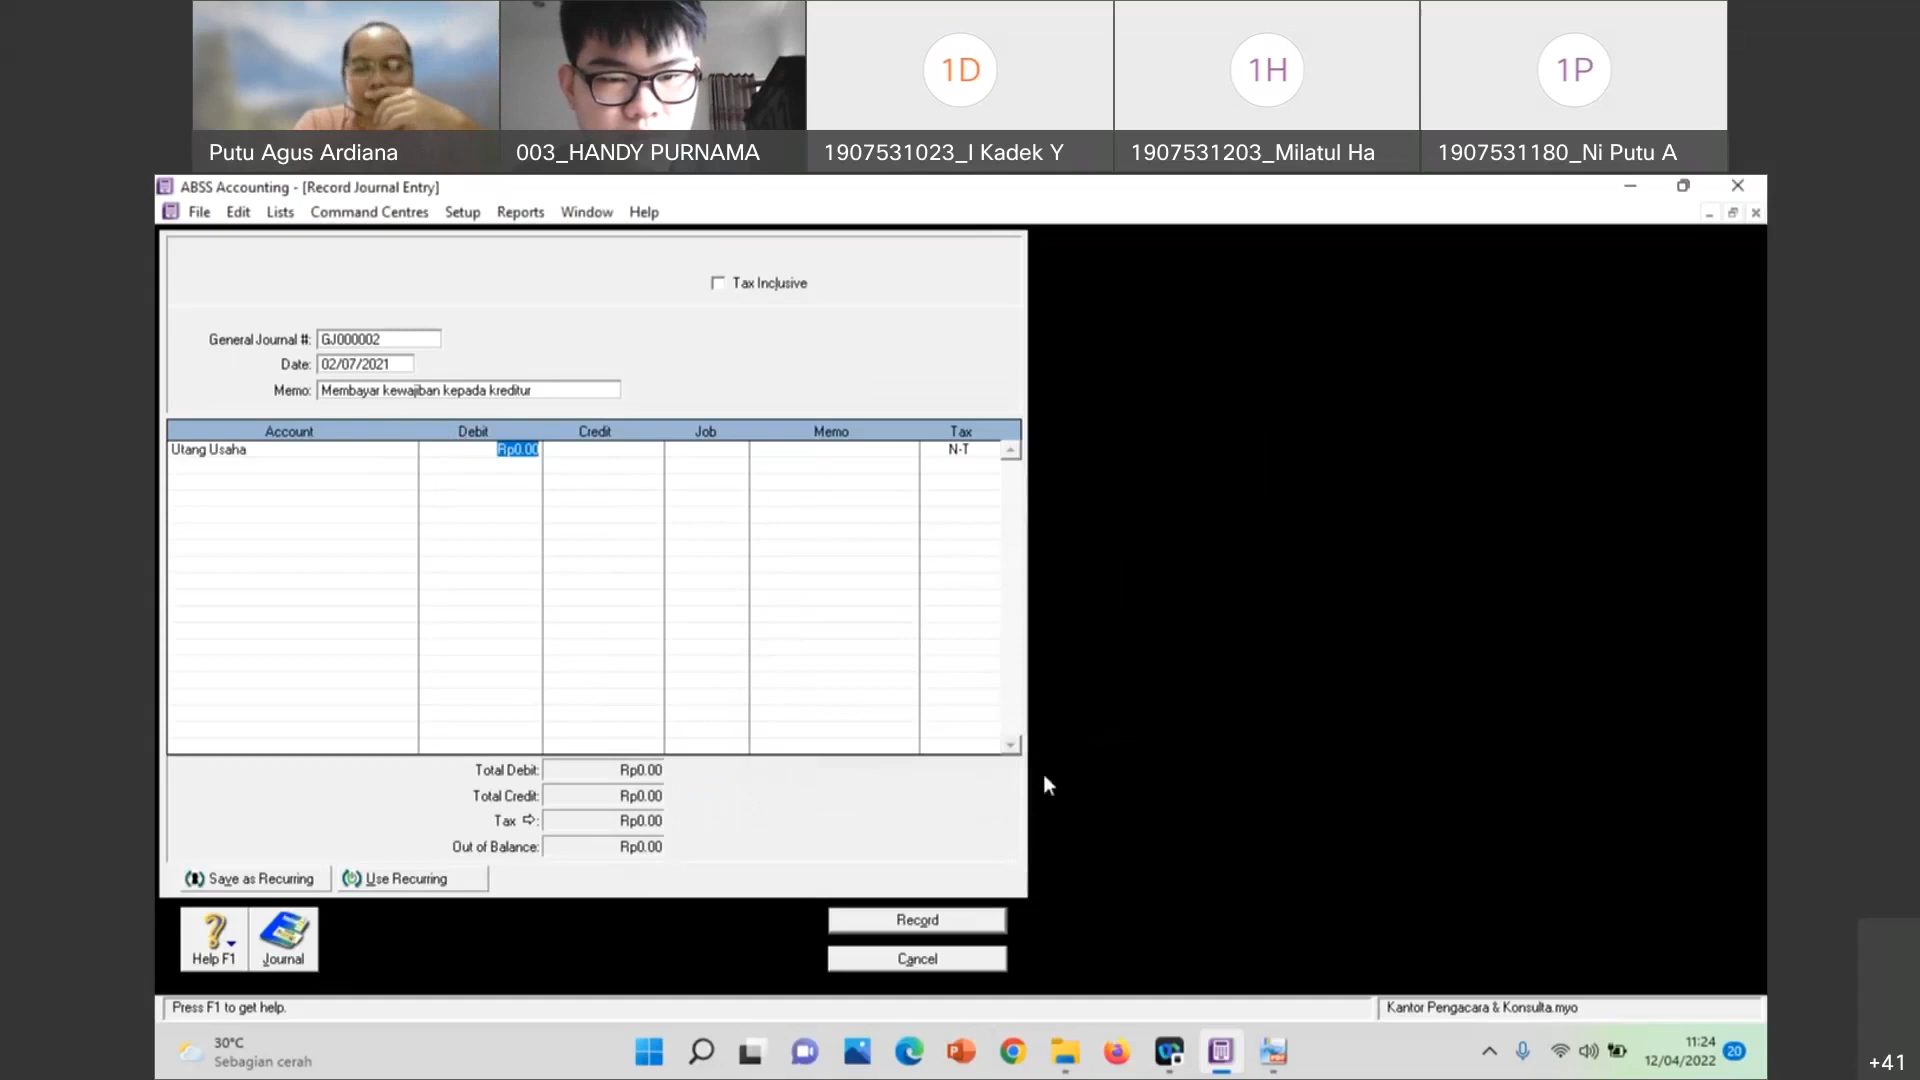 1D
1H
1P
Putu Agus Ardiana
003_HANDY PURNAMA
1907531023_I Kadek Y
1907531203_Milatul Ha
1907531180_Ni Putu A
ABSS Accounting - [Record Journal Entry]
File Edit Lists Command Centres Setup Reports Window Help
Tax Inclusive
General Journal #: GJ000002
Date: 02/07/2021
Memo: Membayar kewajiban kepada kreditur
Account Debit Credit Job Memo Tax
Utang Usaha Rp0.00 N-T
Total Debit: Rp0.00
Total Credit: Rp0.00
Tax ⇨: Rp0.00
Out of Balance: Rp0.00
Save as Recurring Use Recurring
Help F1 Journal
Record
Cancel
Press F1 to get help. Kantor Pengacara & Konsulta.myo
30°C
Sebagian cerah
11:24
12/04/2022
20
+41